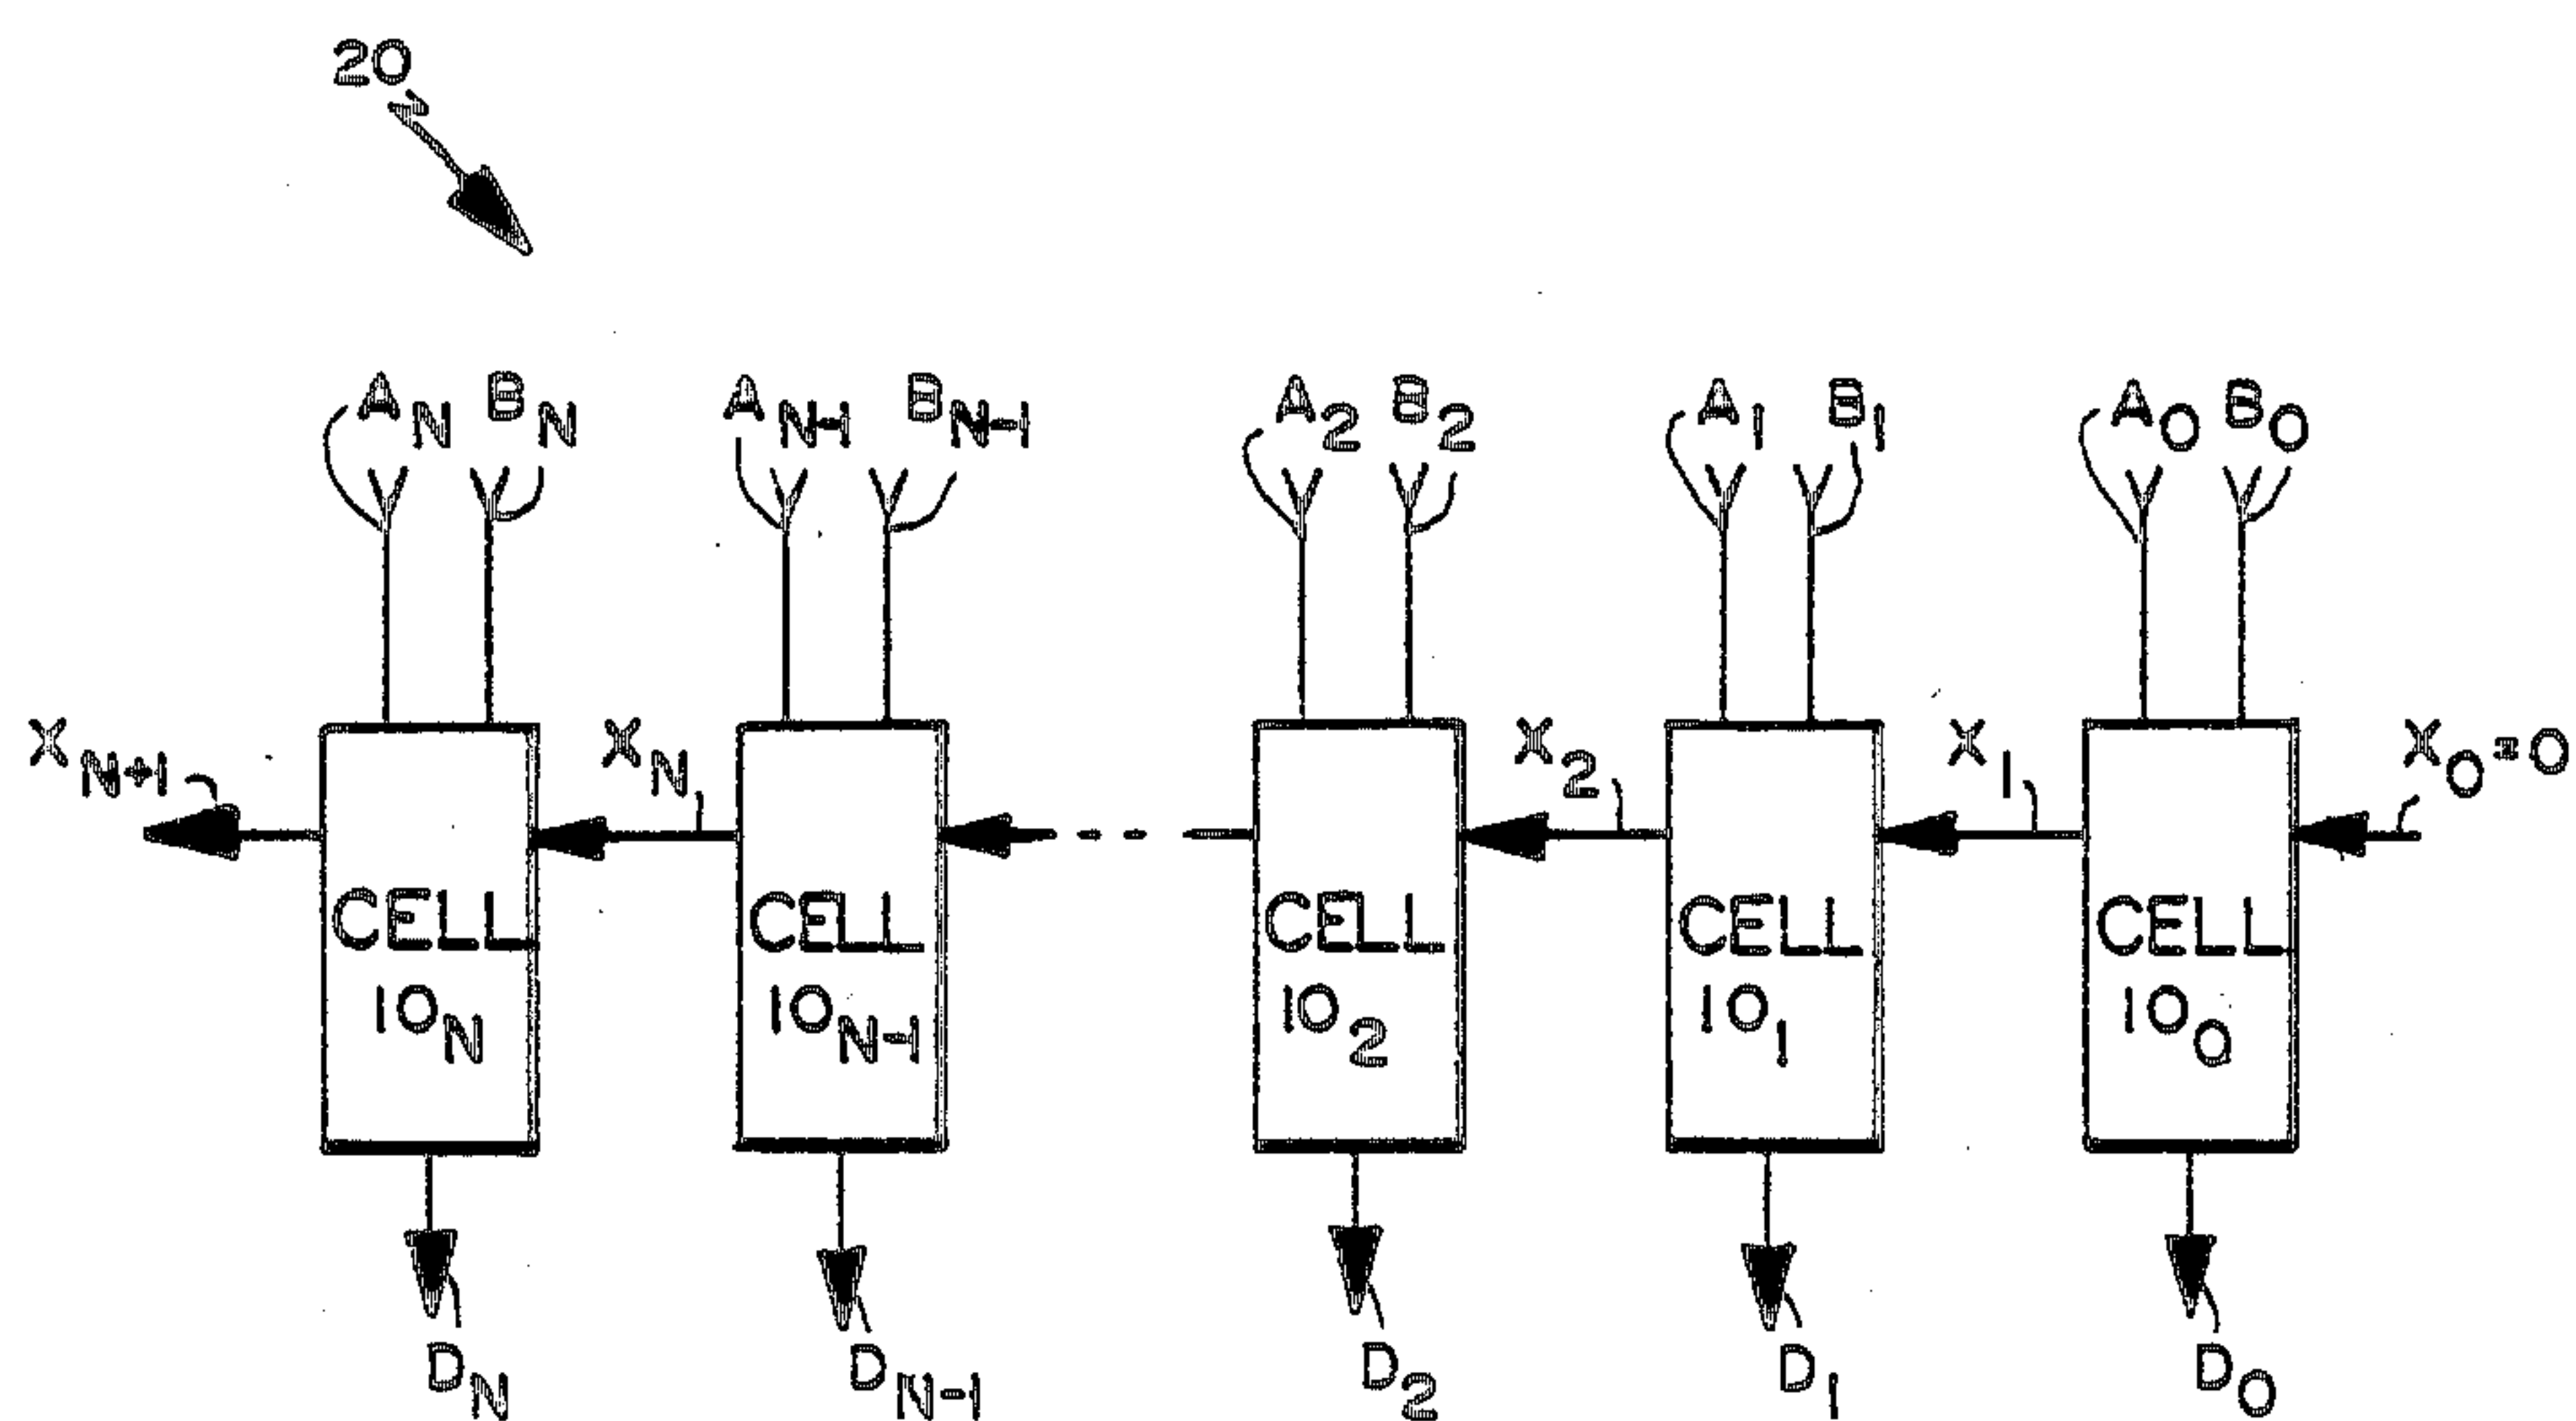 20
A_N B_N A_N-1 B_N-1 A_2 B_2 A_1 B_1 A_0 B_0
X_N+1 X_N X_2 X_1 X_0=0
CELL CELL CELL CELL CELL
10_N 10_N-1 10_2 10_1 10_0
D_N D_N-1 D_2 D_1 D_0